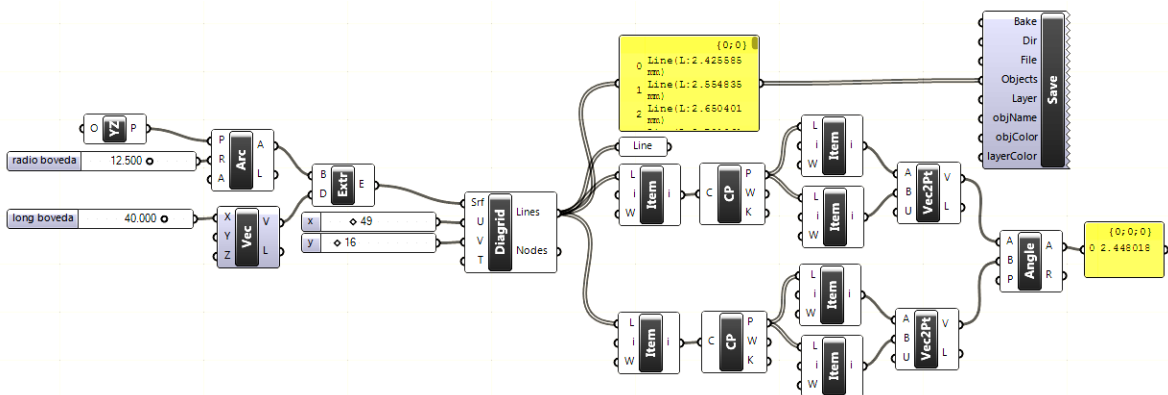 O
YZ
P
radio boveda
12.500
P
R
A
Arc
A
L
long boveda
40.000
X
Y
Z
Vec
V
L
B
D
Extr
E
x
49
y
16
Srf
U
V
T
Diagrid
Lines
Nodes
{0;0}
0 Line(L:2.425585
mm)
1 Line(L:2.554835
mm)
2 Line(L:2.650401
mm)
Line
L
i
W
Item
i
C
CP
P
W
K
L
i
W
Item
i
L
i
W
Item
i
A
B
U
Vec2Pt
V
L
L
i
W
Item
i
C
CP
P
W
K
L
i
W
Item
i
L
i
W
Item
i
A
B
U
Vec2Pt
V
L
A
B
P
Angle
A
R
{0;0;0}
0 2.448018
Bake
Dir
File
Objects
Layer
objName
objColor
layerColor
Save